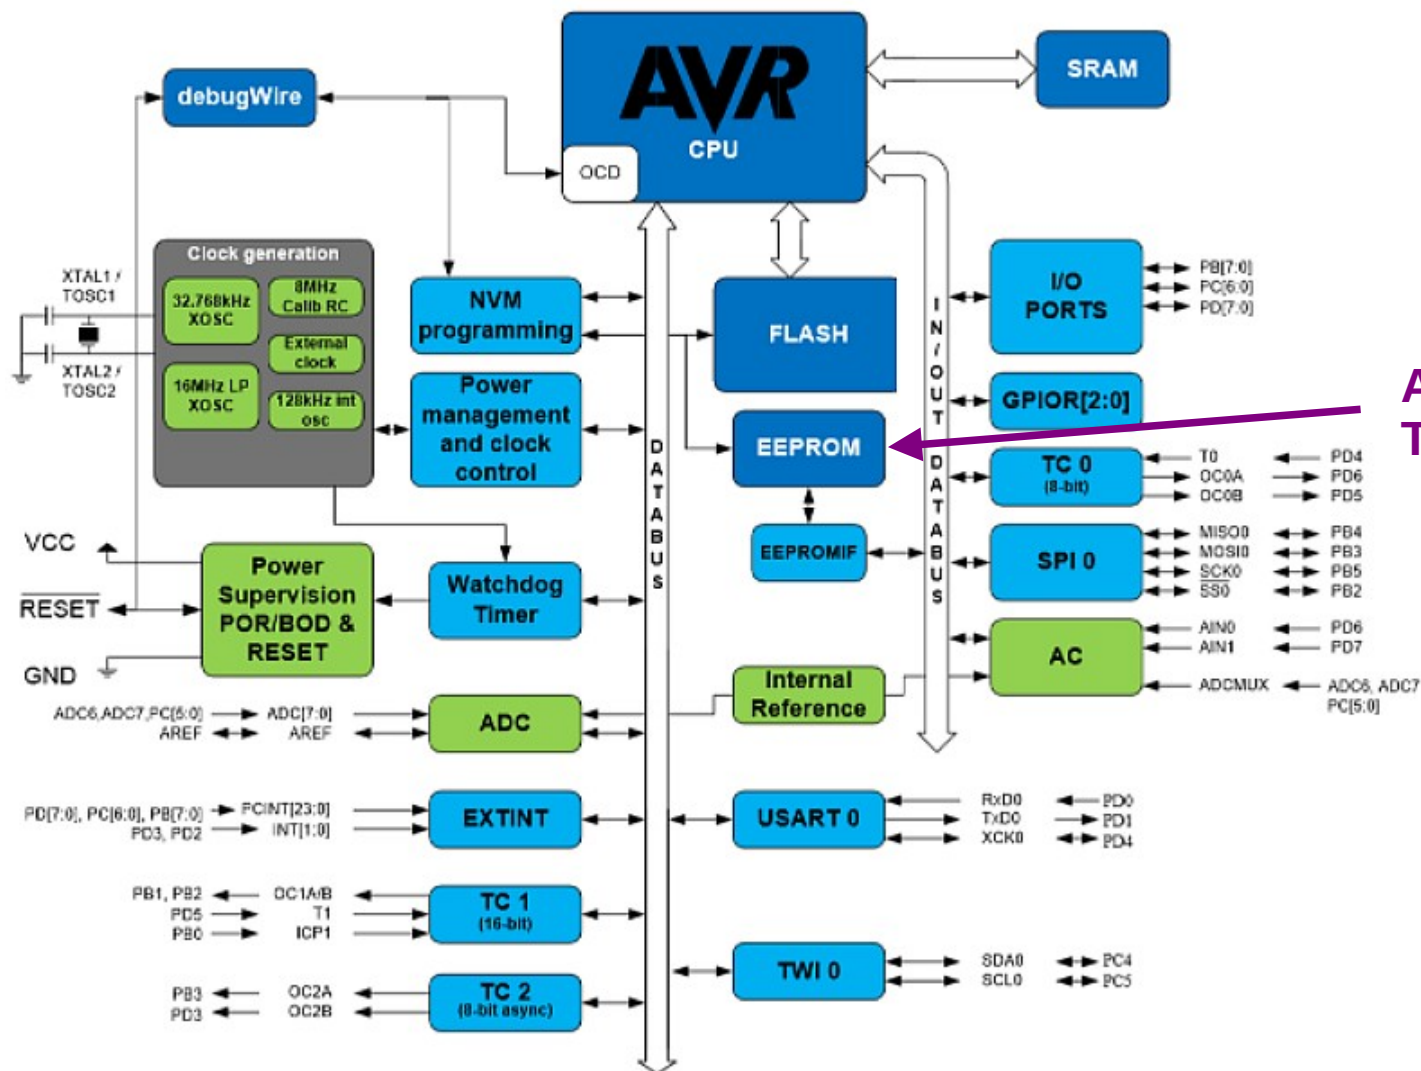 AVR
CPU
OCD
SRAM
debugWire
Clock generation
XTAL1 /
TOSC1
32.768kHz
XOSC
8MHz
Calib RC
External
clock
XTAL2 /
TOSC2
16MHz LP
XOSC
128kHz int
osc
NVM
programming
FLASH
I/O
PORTS
PB[7:0]
PC[6:0]
PD[7:0]
Power
management
and clock
control
EEPROM
GPIOR[2:0]
A
T
TC 0
(8-bit)
T0 PD4
OC0A PD6
OC0B PD5
DATABUS
IN/OUT DATABUS
VCC
RESET
GND
Power
Supervision
POR/BOD &
RESET
Watchdog
Timer
EEPROMIF
SPI 0
MISO0 PB4
MOSI0 PB3
SCK0 PB5
SS0 PB2
AC
AIN0 PD6
AIN1 PD7
ADCMUX ADC6, ADC7
PC[5:0]
Internal
Reference
ADC6,ADC7,PC[5:0] ADC[7:0]
AREF AREF
ADC
PD[7:0], PC[6:0], PB[7:0] PCINT[23:0]
PD3, PD2 INT[1:0]
EXTINT
USART 0
RxD0 PD0
TxD0 PD1
XCK0 PD4
PB1, PB2 OC1A/B
PD5 T1
PB0 ICP1
TC 1
(16-bit)
TWI 0
SDA0 PC4
SCL0 PC5
PB3 OC2A
PD3 OC2B
TC 2
(8-bit async)